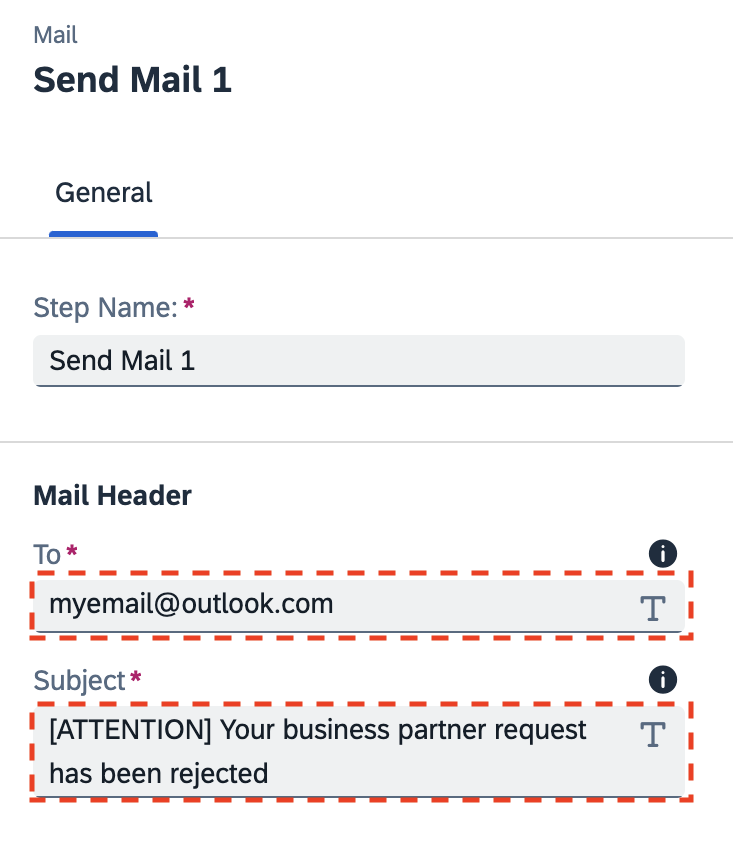 Mail
Send Mail 1
General
Step Name: *
Send Mail 1
Mail Header
To *
myemail@outlook.com
Subject *
[ATTENTION] Your business partner request
has been rejected